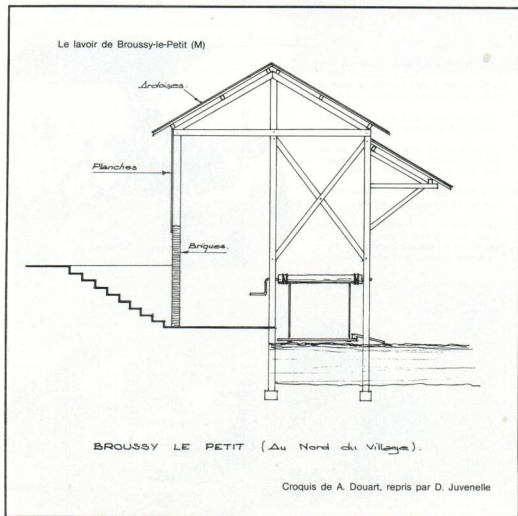 Le lavoir de Broussy-le-Petit (M)
Ardoises.
Planches
Briques.
BROUSSY LE PETIT (Au Nord du Village).
Croquis de A. Douart, repris par D. Juvenelle